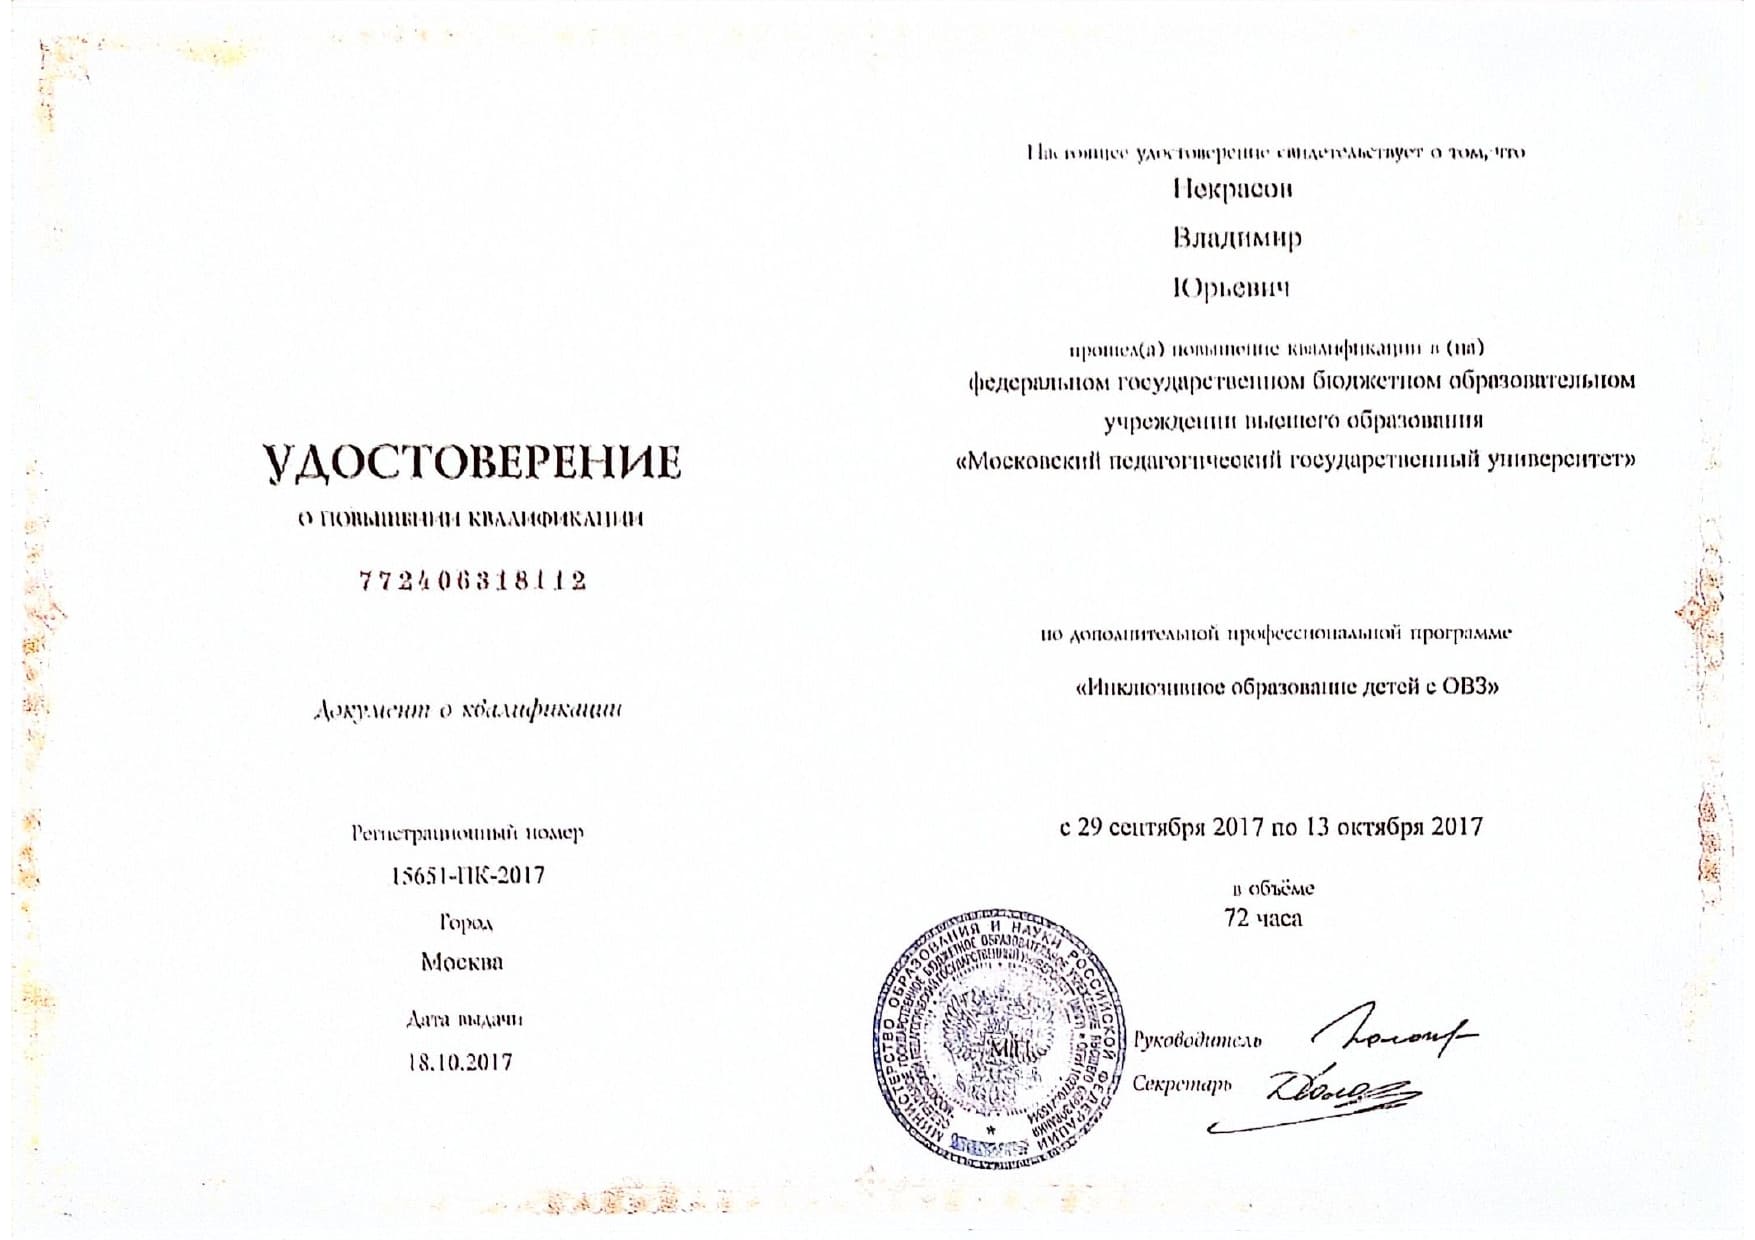 УДОСТОВЕРЕНИЕ
О ПОВЫШЕНИИ КВАЛИФИКАЦИИ
772406318112
Документ о квалификации
Регистрационный номер
15651-ПК-2017
Город
Москва
Дата выдачи
18.10.2017
Настоящее удостоверение свидетельствует о том, что
Некрасов
Владимир
Юрьевич
прошел(а) повышение квалификации в (на)
федеральном государственном бюджетном образовательном
учреждении высшего образования
«Московский педагогический государственный университет»
по дополнительной профессиональной программе
«Инклюзивное образование детей с ОВЗ»
с 29 сентября 2017 по 13 октября 2017
в объёме
72 часа
МИНИСТЕРСТВО ОБРАЗОВАНИЯ И НАУКИ РОССИЙСКОЙ ФЕДЕРАЦИИ
Руководитель
Секретарь